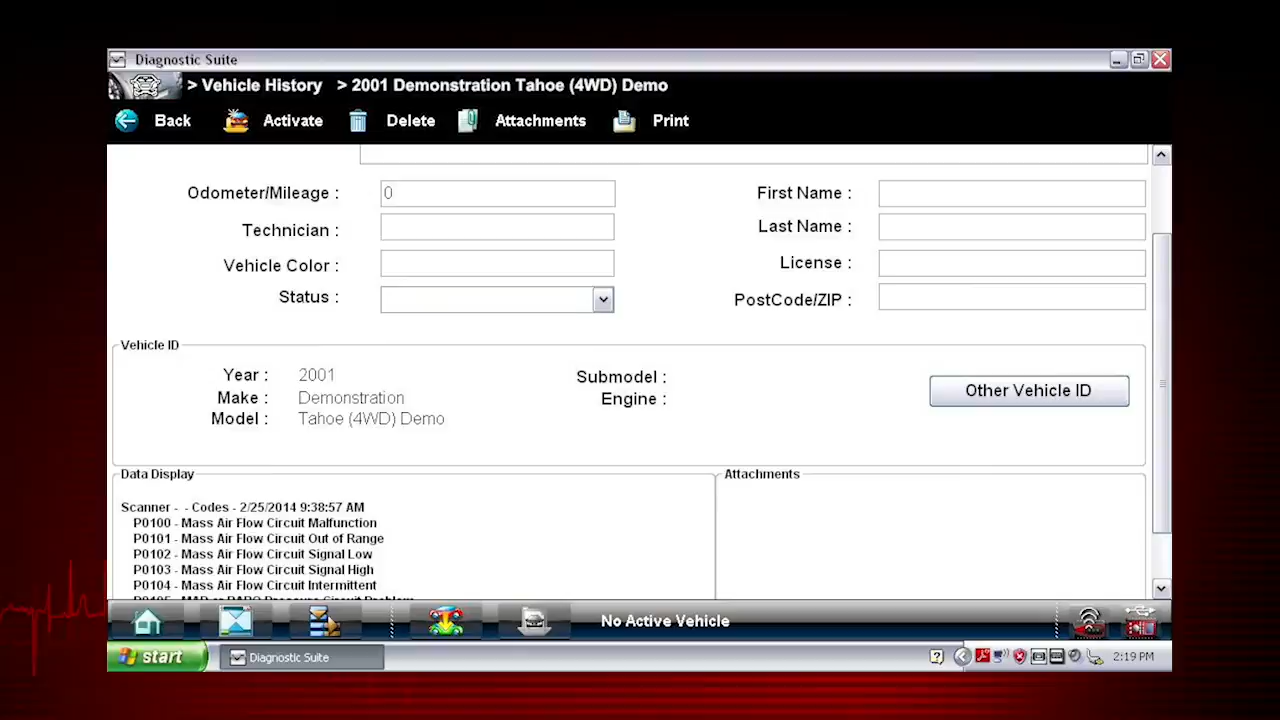 Diagnostic Suite
> Vehicle History > 2001 Demonstration Tahoe (4WD) Demo
Back Activate Delete Attachments Print
Odometer/Mileage : 0 First Name :
Technician : Last Name :
Vehicle Color : License :
Status : PostCode/ZIP :
Vehicle ID
Year : 2001 Submodel :
Make : Demonstration Engine :
Model : Tahoe (4WD) Demo
Other Vehicle ID
Data Display Attachments
Scanner - - Codes - 2/25/2014 9:38:57 AM
P0100 - Mass Air Flow Circuit Malfunction
P0101 - Mass Air Flow Circuit Out of Range
P0102 - Mass Air Flow Circuit Signal Low
P0103 - Mass Air Flow Circuit Signal High
P0104 - Mass Air Flow Circuit Intermittent
No Active Vehicle
start Diagnostic Suite 2:19 PM